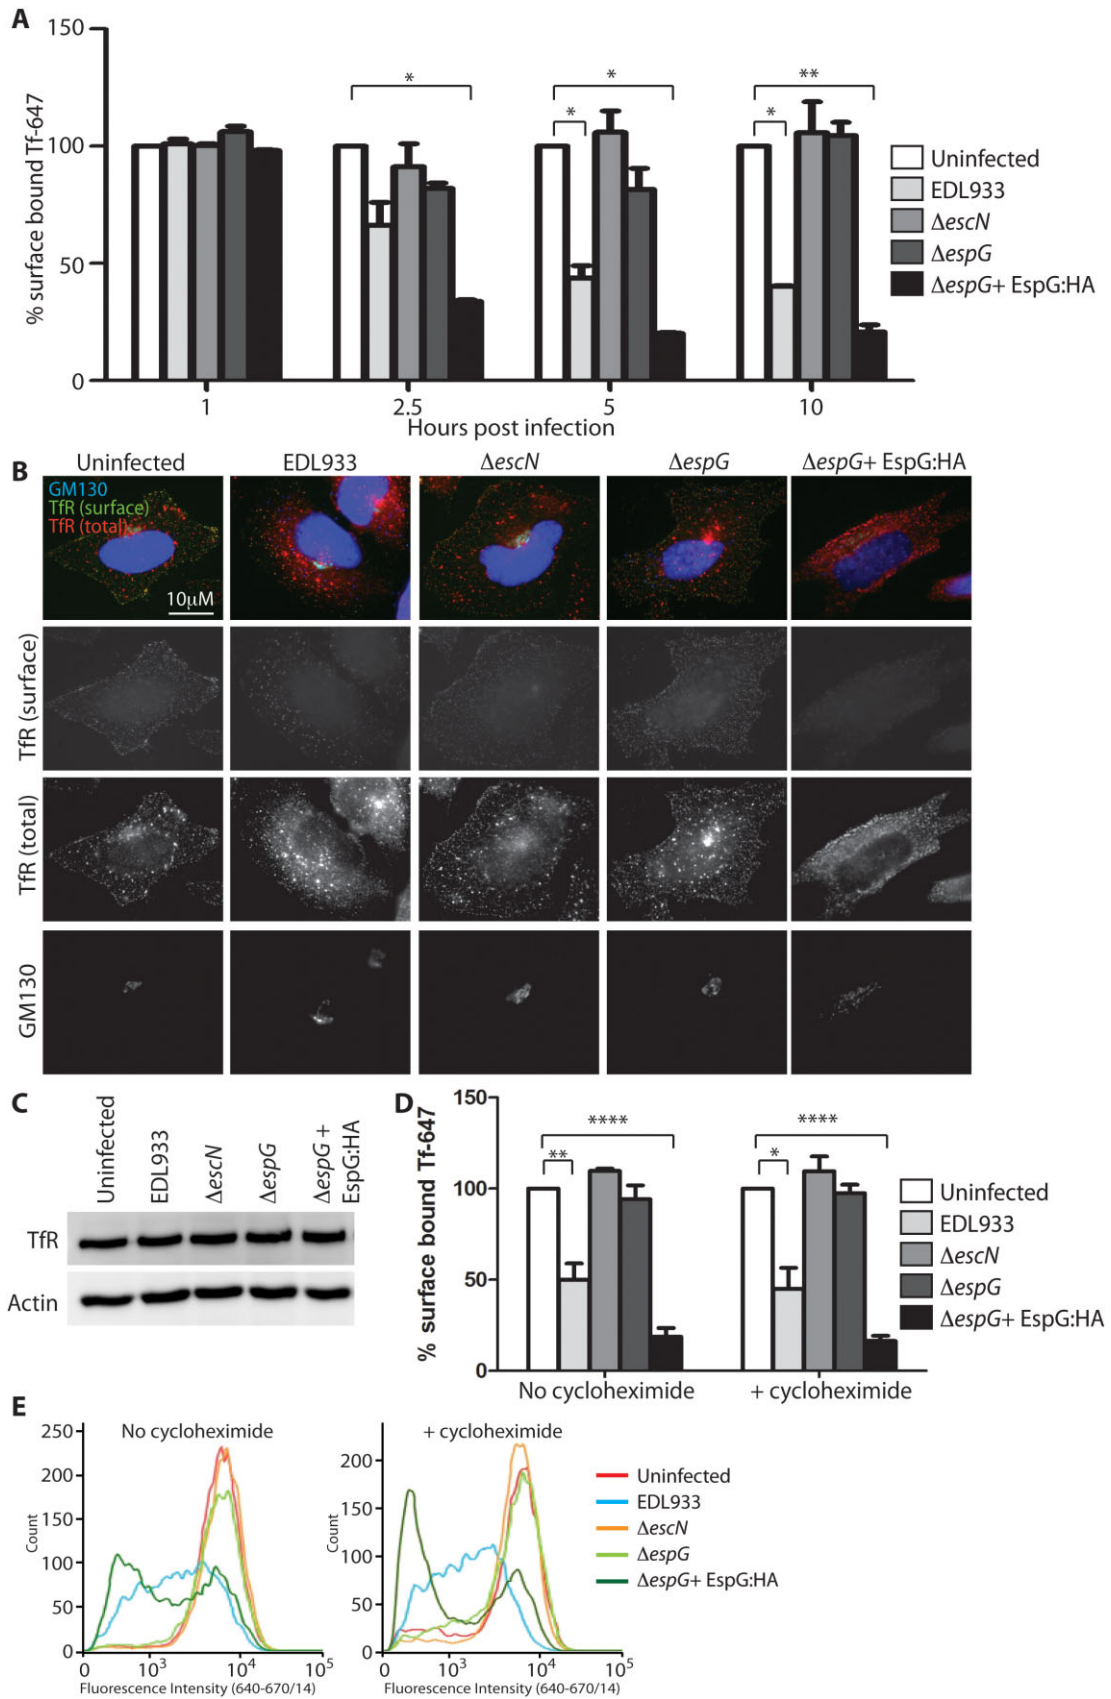 A
150
100
50
0
% surface bound Tf-647
*
*
*
**
*
1
2.5
5
10
Hours post infection
Uninfected
EDL933
ΔescN
ΔespG
ΔespG+ EspG:HA
B
Uninfected
EDL933
ΔescN
ΔespG
ΔespG+ EspG:HA
GM130
TfR (surface)
TfR (total)
10μM
TfR (surface)
TfR (total)
GM130
C
Uninfected
EDL933
ΔescN
ΔespG
ΔespG +
EspG:HA
TfR
Actin
D
150
100
50
0
% surface bound Tf-647
****
**
****
*
No cycloheximide
+ cycloheximide
Uninfected
EDL933
ΔescN
ΔespG
ΔespG+ EspG:HA
E
No cycloheximide
250
200
150
100
50
0
Count
0
10³
10⁴
10⁵
Fluorescence Intensity (640-670/14)
+ cycloheximide
200
150
100
50
0
Count
0
10³
10⁴
10⁵
Fluorescence Intensity (640-670/14)
Uninfected
EDL933
ΔescN
ΔespG
ΔespG+ EspG:HA